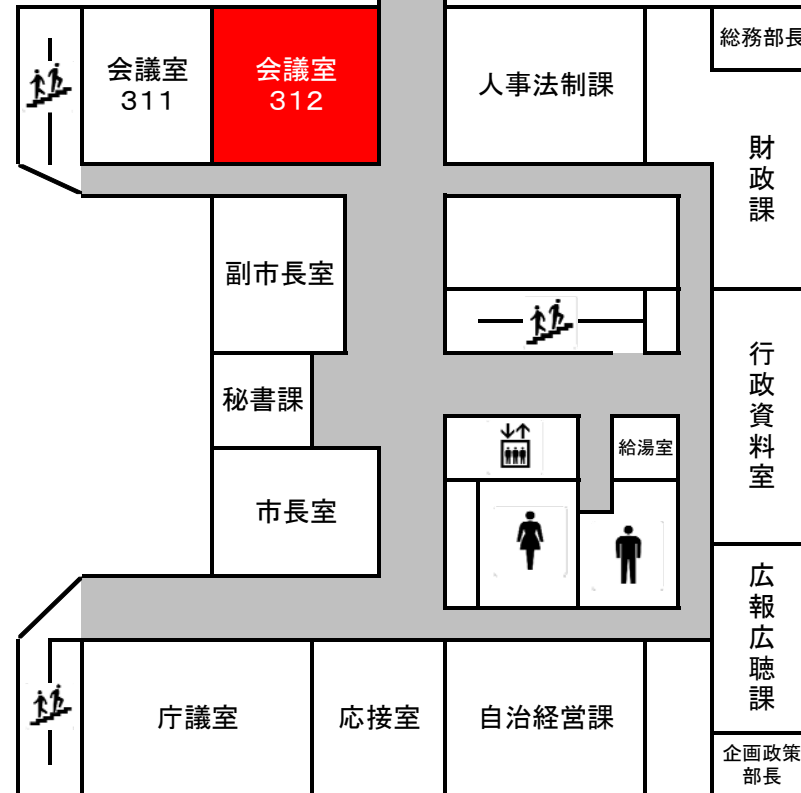 会議室
311
会議室
312
人事法制課
総務部長
財政課
副市長室
行政資料室
秘書課
給湯室
市長室
広報広聴課
庁議室
応接室
自治経営課
企画政策
部長